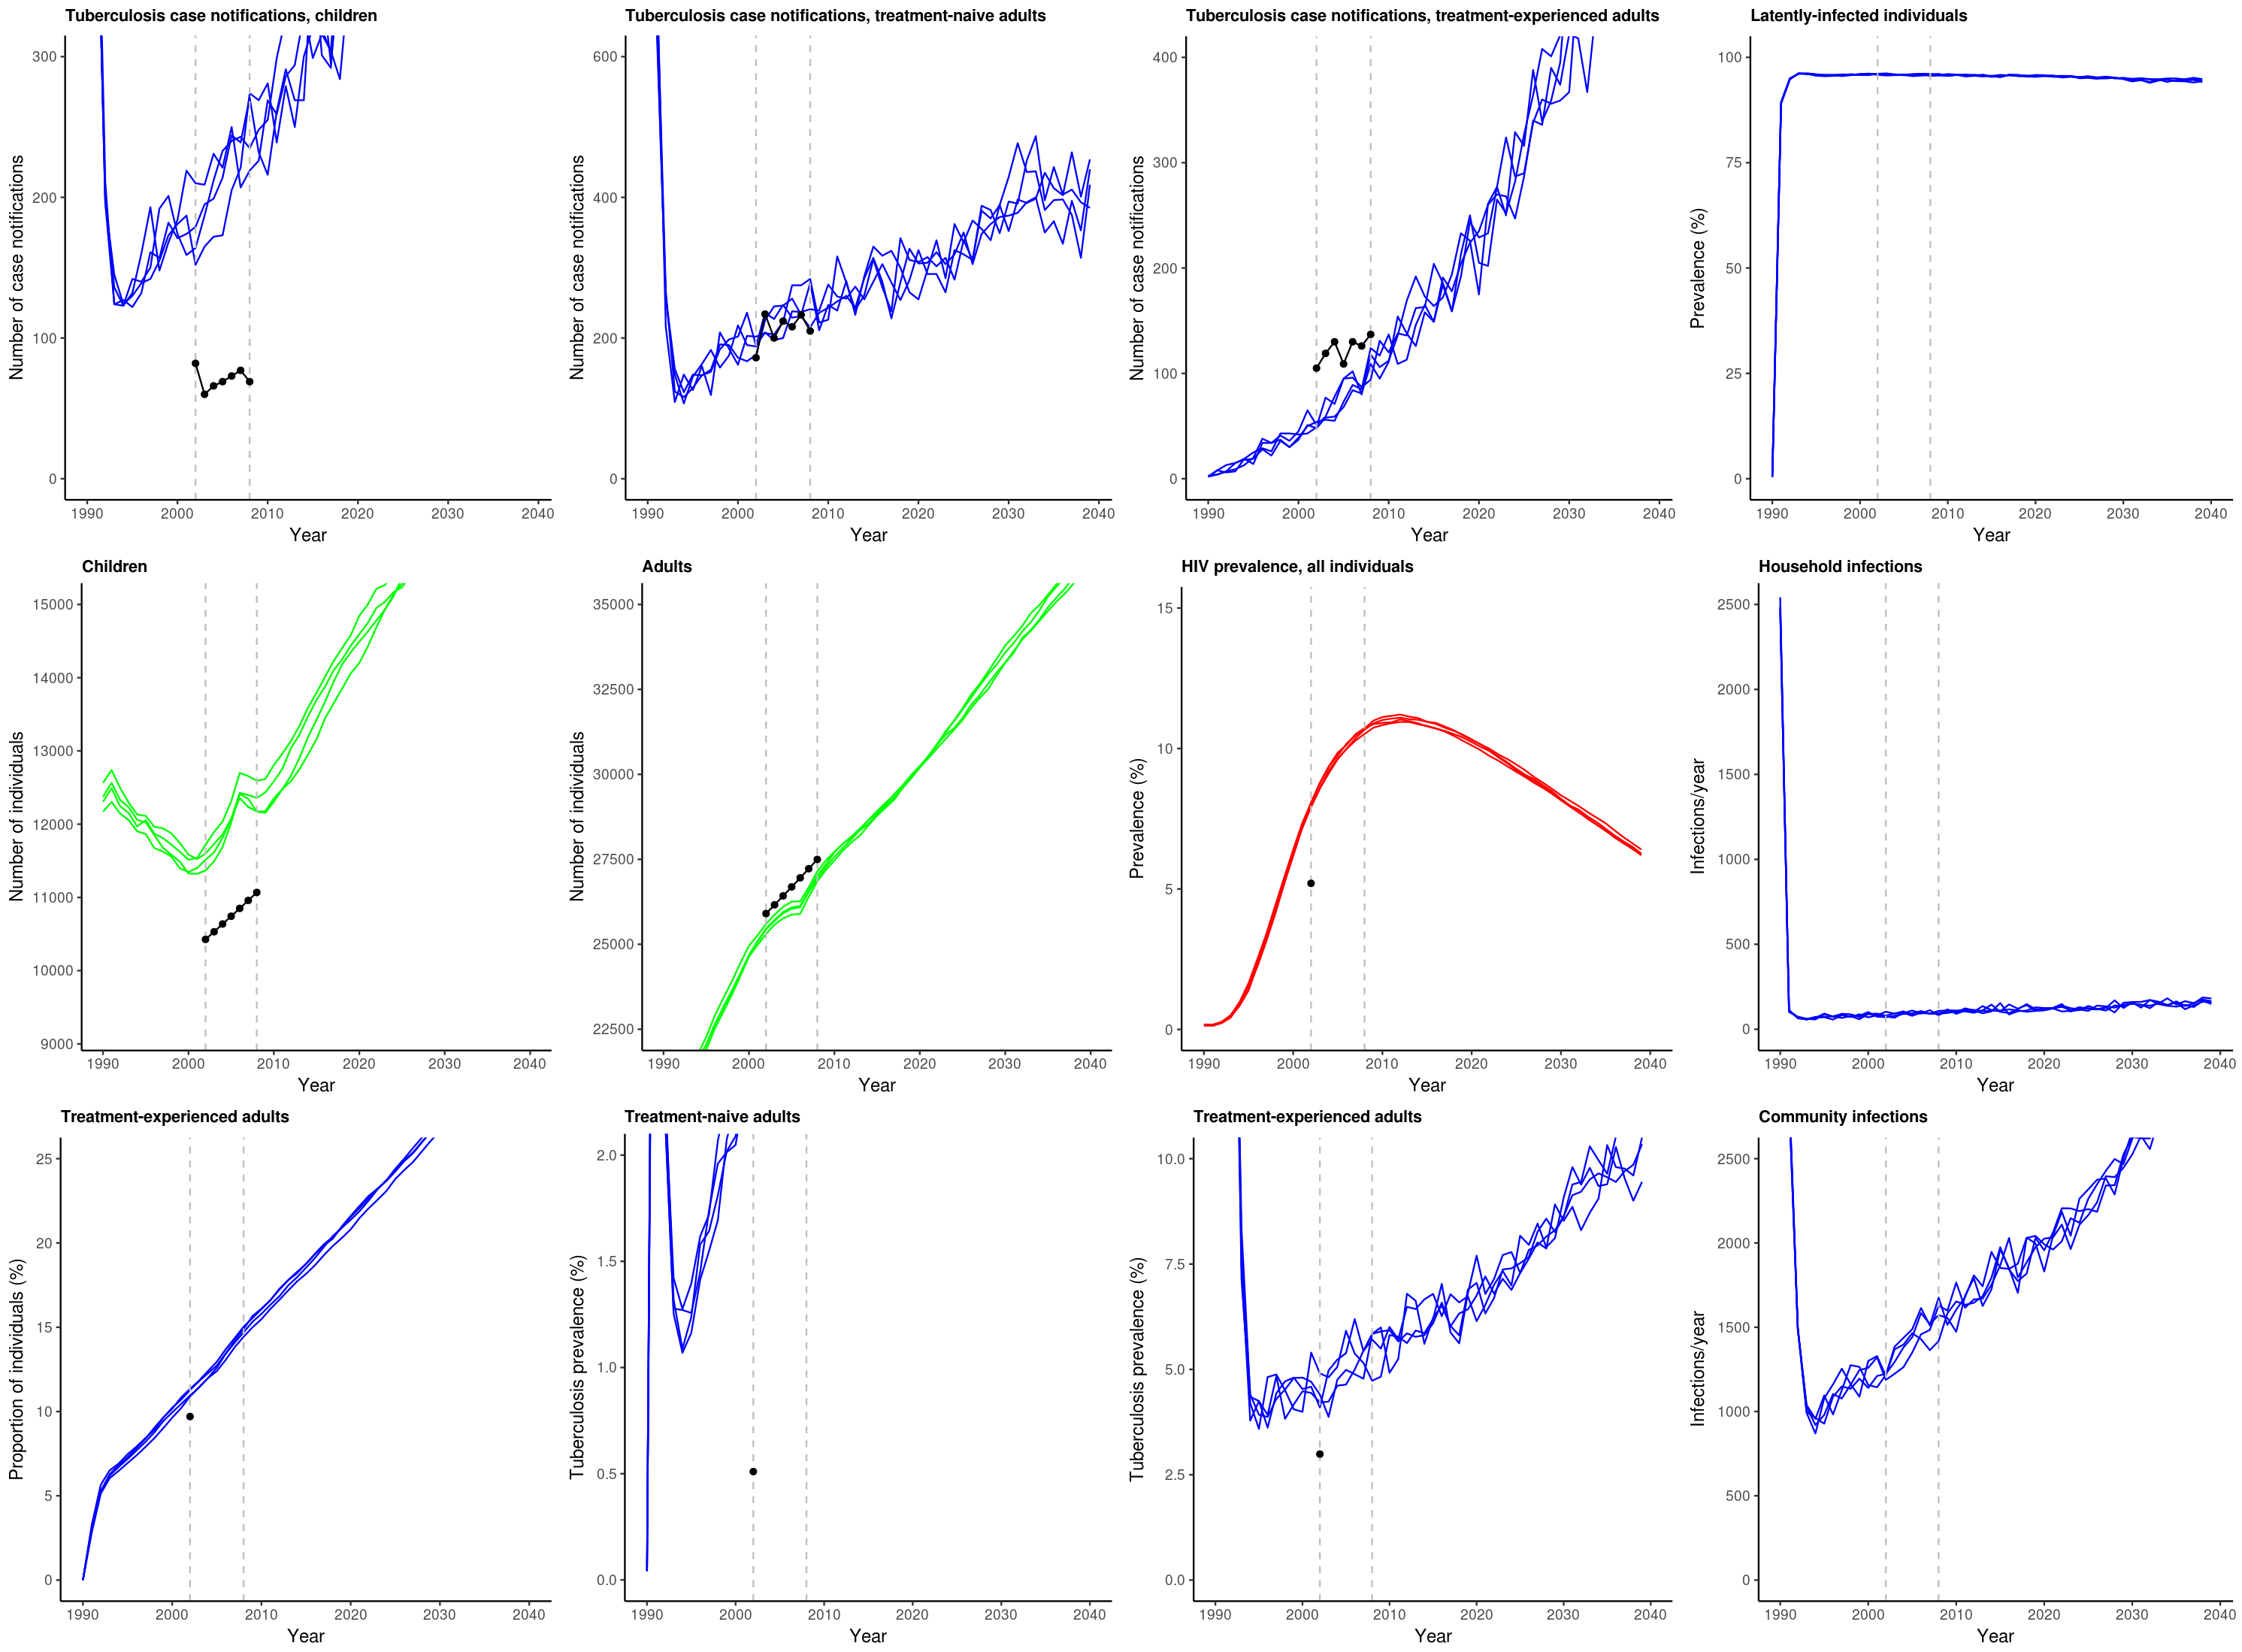 Tuberculosis case notifications, children
Number of case notifications
300
200
100
0
1990 2000 2010 2020 2030 2040
Year
Tuberculosis case notifications, treatment-naive adults
Number of case notifications
600
400
200
0
1990 2000 2010 2020 2030 2040
Year
Tuberculosis case notifications, treatment-experienced adults
Number of case notifications
400
300
200
100
0
1990 2000 2010 2020 2030 2040
Year
Latently-infected individuals
Prevalence (%)
100
75
50
25
0
1990 2000 2010 2020 2030 2040
Year
Children
Number of individuals
15000
14000
13000
12000
11000
10000
9000
1990 2000 2010 2020 2030 2040
Year
Adults
Number of individuals
35000
32500
30000
27500
25000
22500
1990 2000 2010 2020 2030 2040
Year
HIV prevalence, all individuals
Prevalence (%)
15
10
5
0
1990 2000 2010 2020 2030 2040
Year
Household infections
Infections/year
2500
2000
1500
1000
500
0
1990 2000 2010 2020 2030 2040
Year
Treatment-experienced adults
Proportion of individuals (%)
25
20
15
10
5
0
1990 2000 2010 2020 2030 2040
Year
Treatment-naive adults
Tuberculosis prevalence (%)
2.0
1.5
1.0
0.5
0.0
1990 2000 2010 2020 2030 2040
Year
Treatment-experienced adults
Tuberculosis prevalence (%)
10.0
7.5
5.0
2.5
0.0
1990 2000 2010 2020 2030 2040
Year
Community infections
Infections/year
2500
2000
1500
1000
500
0
1990 2000 2010 2020 2030 2040
Year